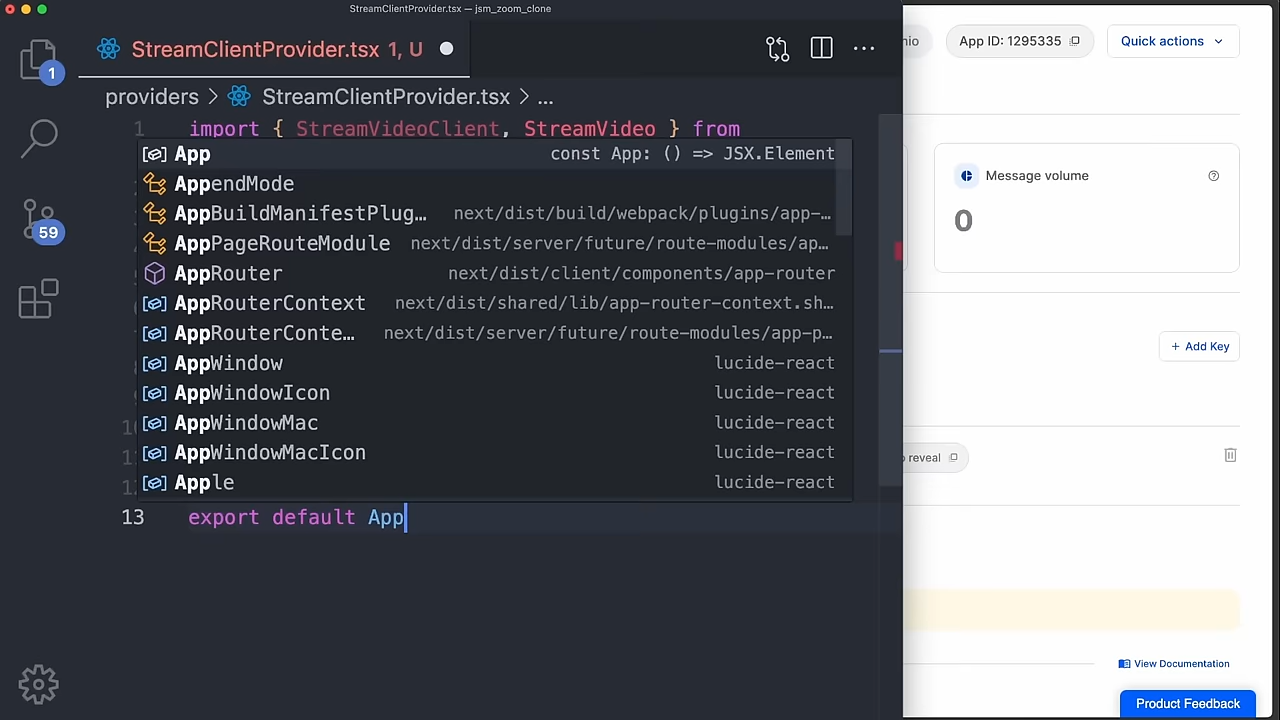 StreamClientProvider.tsx — jsm_zoom_clone
StreamClientProvider.tsx 1, U
providers > StreamClientProvider.tsx > ...
1 import { StreamVideoClient, StreamVideo } from
App const App: () => JSX.Element
AppendMode
AppBuildManifestPlug… next/dist/build/webpack/plugins/app-…
AppPageRouteModule next/dist/server/future/route-modules/ap…
AppRouter next/dist/client/components/app-router
AppRouterContext next/dist/shared/lib/app-router-context.sh…
AppRouterConte… next/dist/server/future/route-modules/app-p…
AppWindow lucide-react
AppWindowIcon lucide-react
AppWindowMac lucide-react
AppWindowMacIcon lucide-react
Apple lucide-react
13 export default App
1
59
App ID: 1295335
Quick actions
Message volume
0
+ Add Key
reveal
View Documentation
Product Feedback